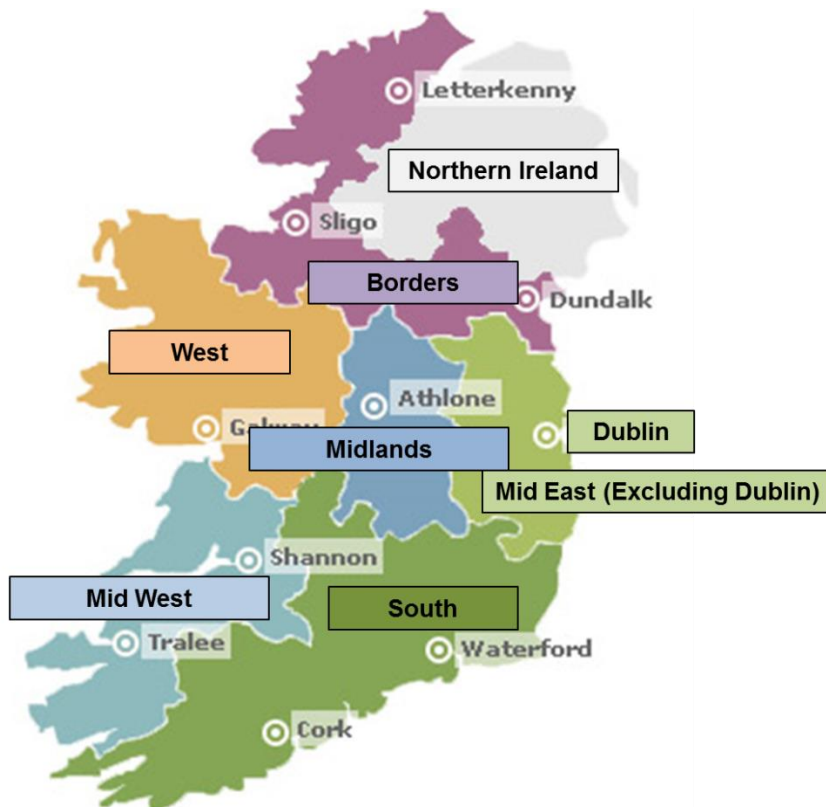 Letterkenny
Northern Ireland
Sligo
Borders
Dundalk
West
Athlone
Galway
Dublin
Midlands
Mid East (Excluding Dublin)
Shannon
Mid West
South
Tralee
Waterford
Cork